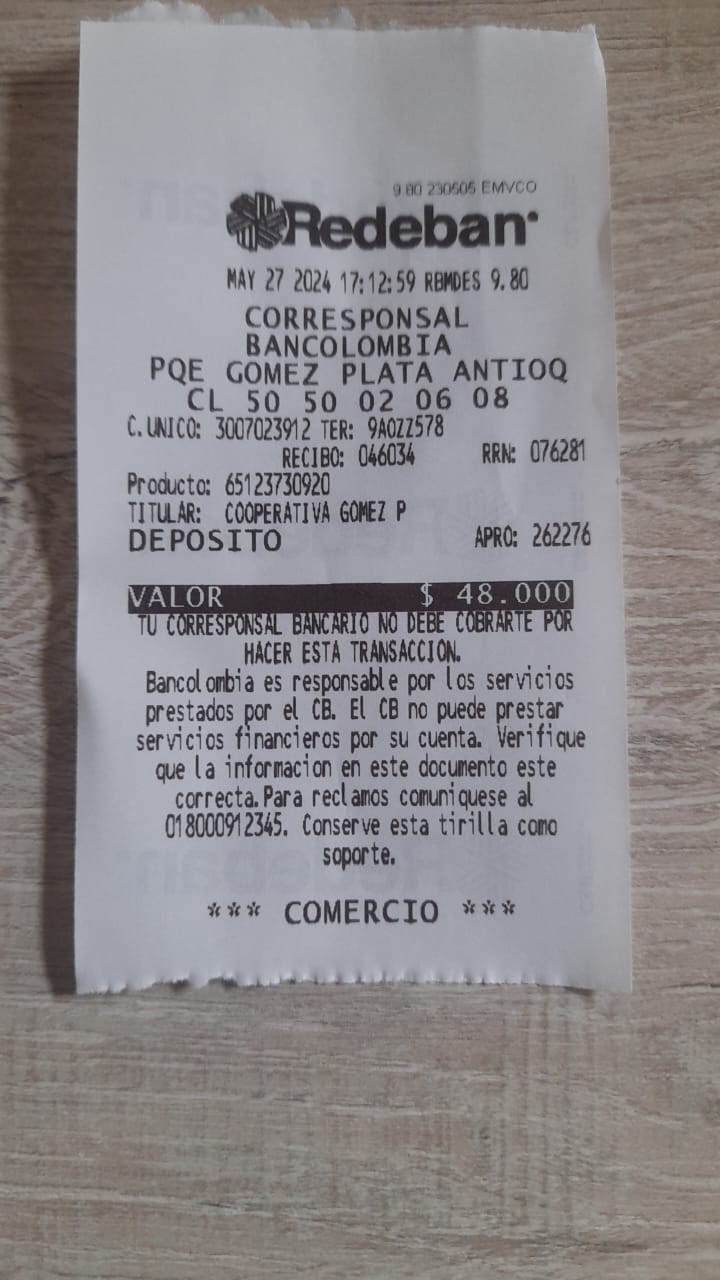 9.80 230505 EMVCO
Redeban
MAY 27 2024 17:12:59 RBMDES 9.80
CORRESPONSAL
BANCOLOMBIA
PQE GOMEZ PLATA ANTIOQ
CL 50 50 02 06 08
C.UNICO: 3007023912 TER: 9AOZZ578
RECIBO: 046034 RRN: 076281
Producto: 65123730920
TITULAR: COOPERATIVA GOMEZ P
DEPOSITO APRO: 262276
VALOR $ 48.000
TU CORRESPONSAL BANCARIO NO DEBE COBRARTE POR
HACER ESTA TRANSACCION.
Bancolombia es responsable por los servicios
prestados por el CB. El CB no puede prestar
servicios financieros por su cuenta. Verifique
que la informacion en este documento este
correcta.Para reclamos comuniquese al
018000912345. Conserve esta tirilla como
soporte.
*** COMERCIO ***